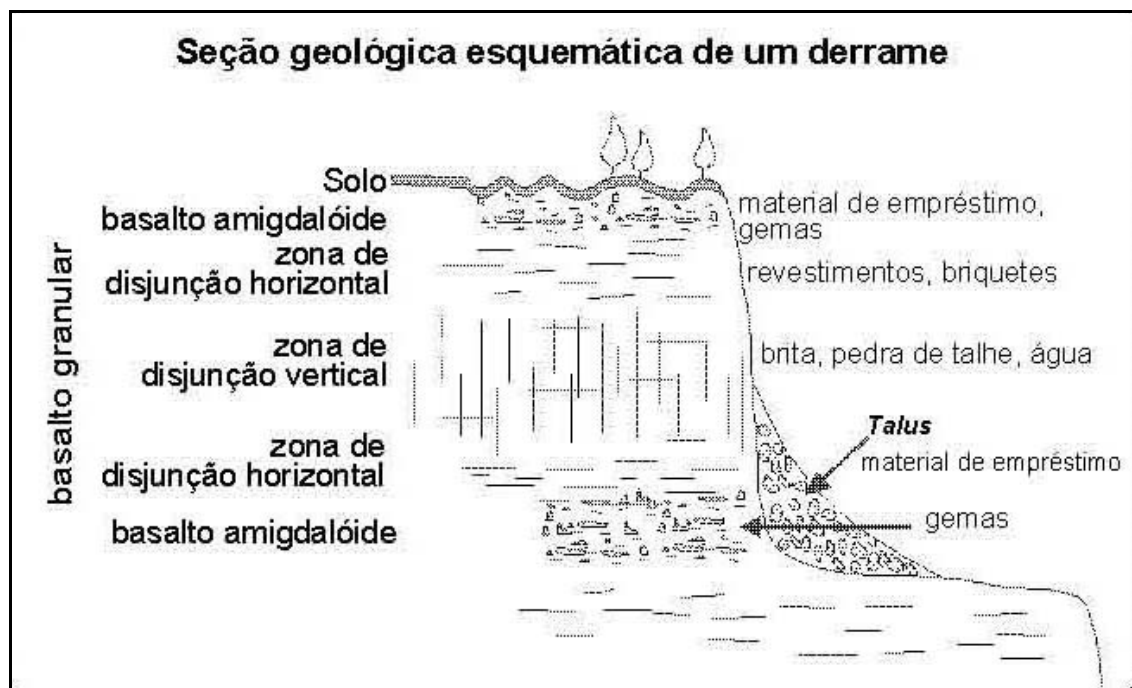 Seção geológica esquemática de um derrame
Solo
basalto amigdalóide
zona de
disjunção horizontal
zona de
disjunção vertical
zona de
disjunção horizontal
basalto amigdalóide
basalto granular
material de empréstimo,
gemas
revestimentos, briquetes
brita, pedra de talhe, água
Talus
material de empréstimo
gemas